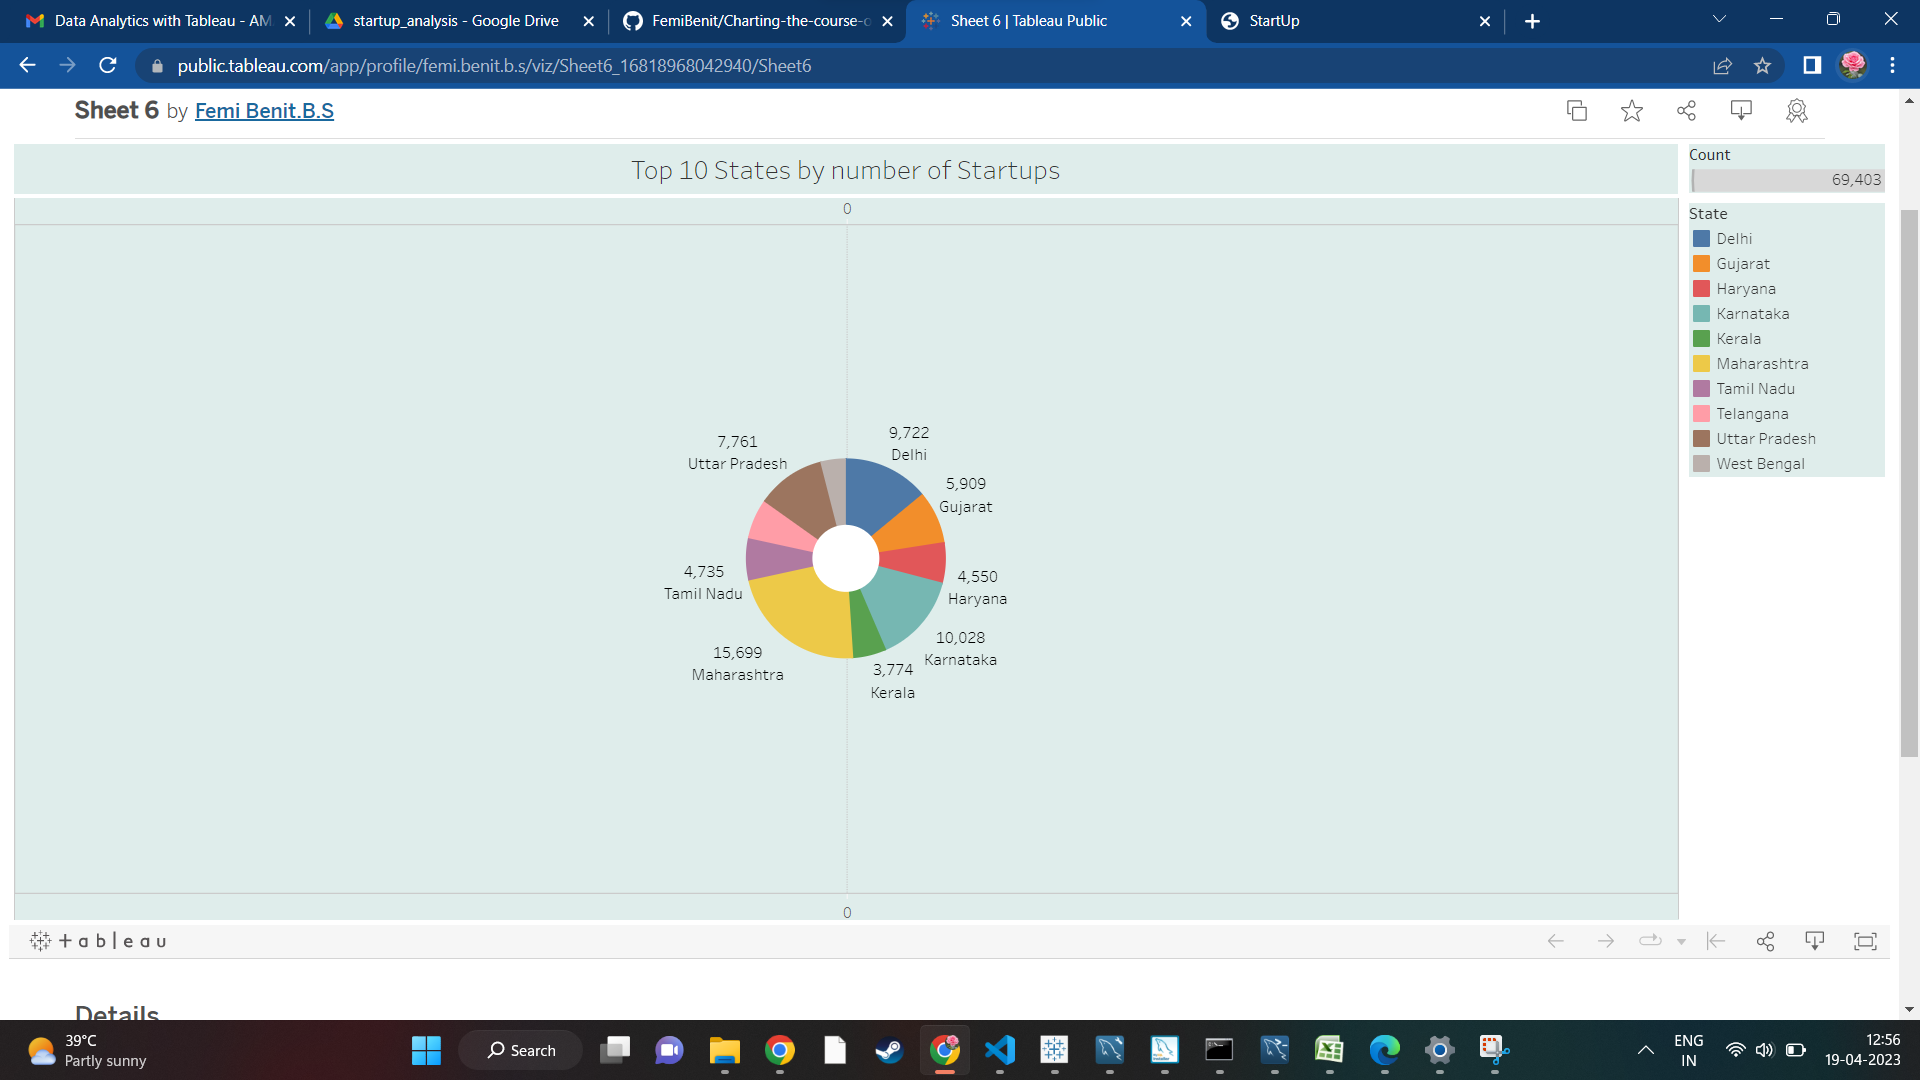 Data Analytics with Tableau - AM
startup_analysis - Google Drive
FemiBenit/Charting-the-course-o
Sheet 6 | Tableau Public
StartUp
public.tableau.com/app/profile/femi.benit.b.s/viz/Sheet6_16818968042940/Sheet6
Sheet 6 by Femi Benit.B.S
Top 10 States by number of Startups
Count
69,403
State
Delhi
Gujarat
Haryana
Karnataka
Kerala
Maharashtra
Tamil Nadu
Telangana
Uttar Pradesh
West Bengal
0
9,722
Delhi
7,761
Uttar Pradesh
5,909
Gujarat
4,735
Tamil Nadu
4,550
Haryana
10,028
Karnataka
15,699
Maharashtra
3,774
Kerala
0
+ a b | e a u
Details
39°C
Partly sunny
Search
ENG
IN
12:56
19-04-2023